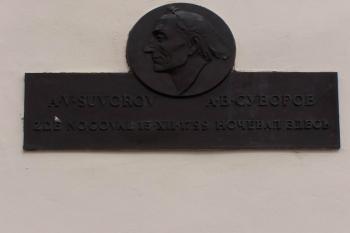 A·V·SUVOROV А·В·СУВОРОВ
ZDE NOCOVAL 15·XII·1799 НОЧЕВАЛ ЗДЕСЬ